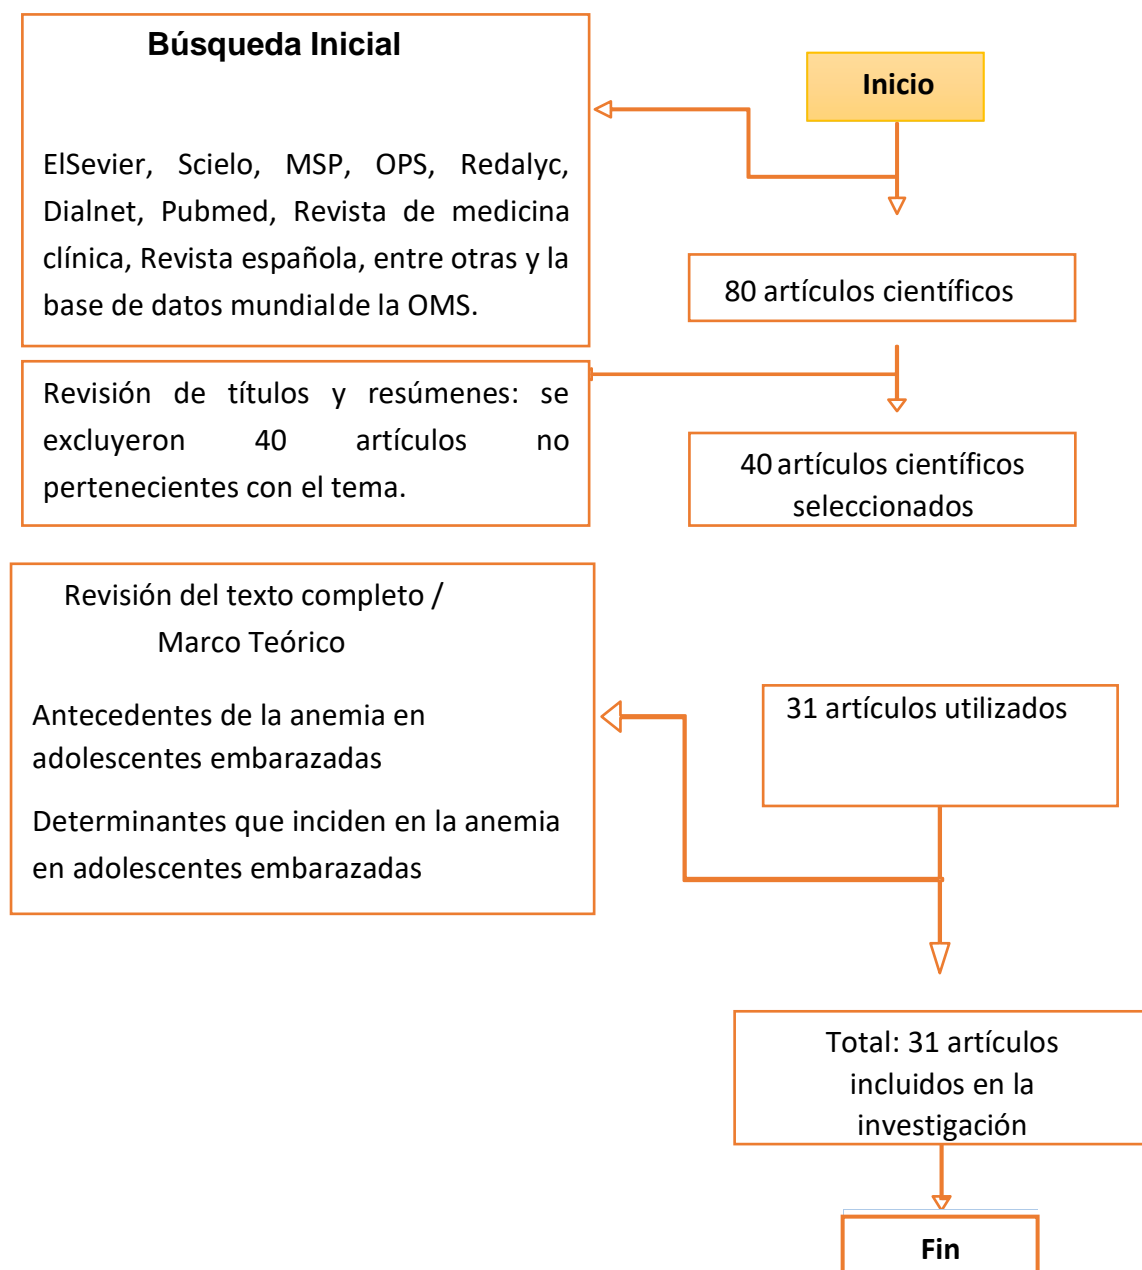 Búsqueda Inicial
ElSevier, Scielo, MSP, OPS, Redalyc,
Dialnet, Pubmed, Revista de medicina
clínica, Revista española, entre otras y la
base de datos mundialde la OMS.
Inicio
80 artículos científicos
Revisión de títulos y resúmenes: se
excluyeron 40 artículos no
pertenecientes con el tema.
40 artículos científicos
seleccionados
Revisión del texto completo /
Marco Teórico
Antecedentes de la anemia en
adolescentes embarazadas
Determinantes que inciden en la anemia
en adolescentes embarazadas
31 artículos utilizados
Total: 31 artículos
incluidos en la
investigación
Fin